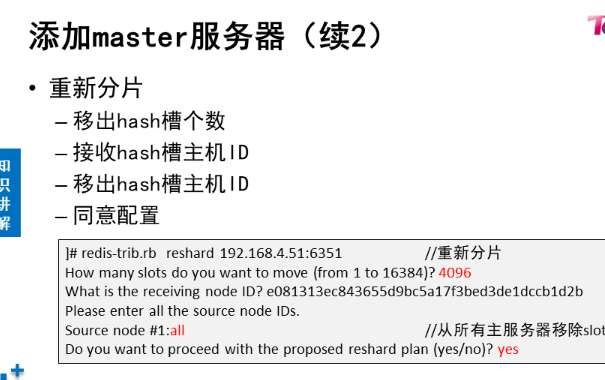 添加master服务器（续2）
• 重新分片
– 移出hash槽个数
– 接收hash槽主机ID
– 移出hash槽主机ID
– 同意配置
知识讲解
]# redis-trib.rb reshard 192.168.4.51:6351 //重新分片
How many slots do you want to move (from 1 to 16384)? 4096
What is the receiving node ID? e081313ec843655d9bc5a17f3bed3de1dccb1d2b
Please enter all the source node IDs.
Source node #1:all //从所有主服务器移除slot
Do you want to proceed with the proposed reshard plan (yes/no)? yes